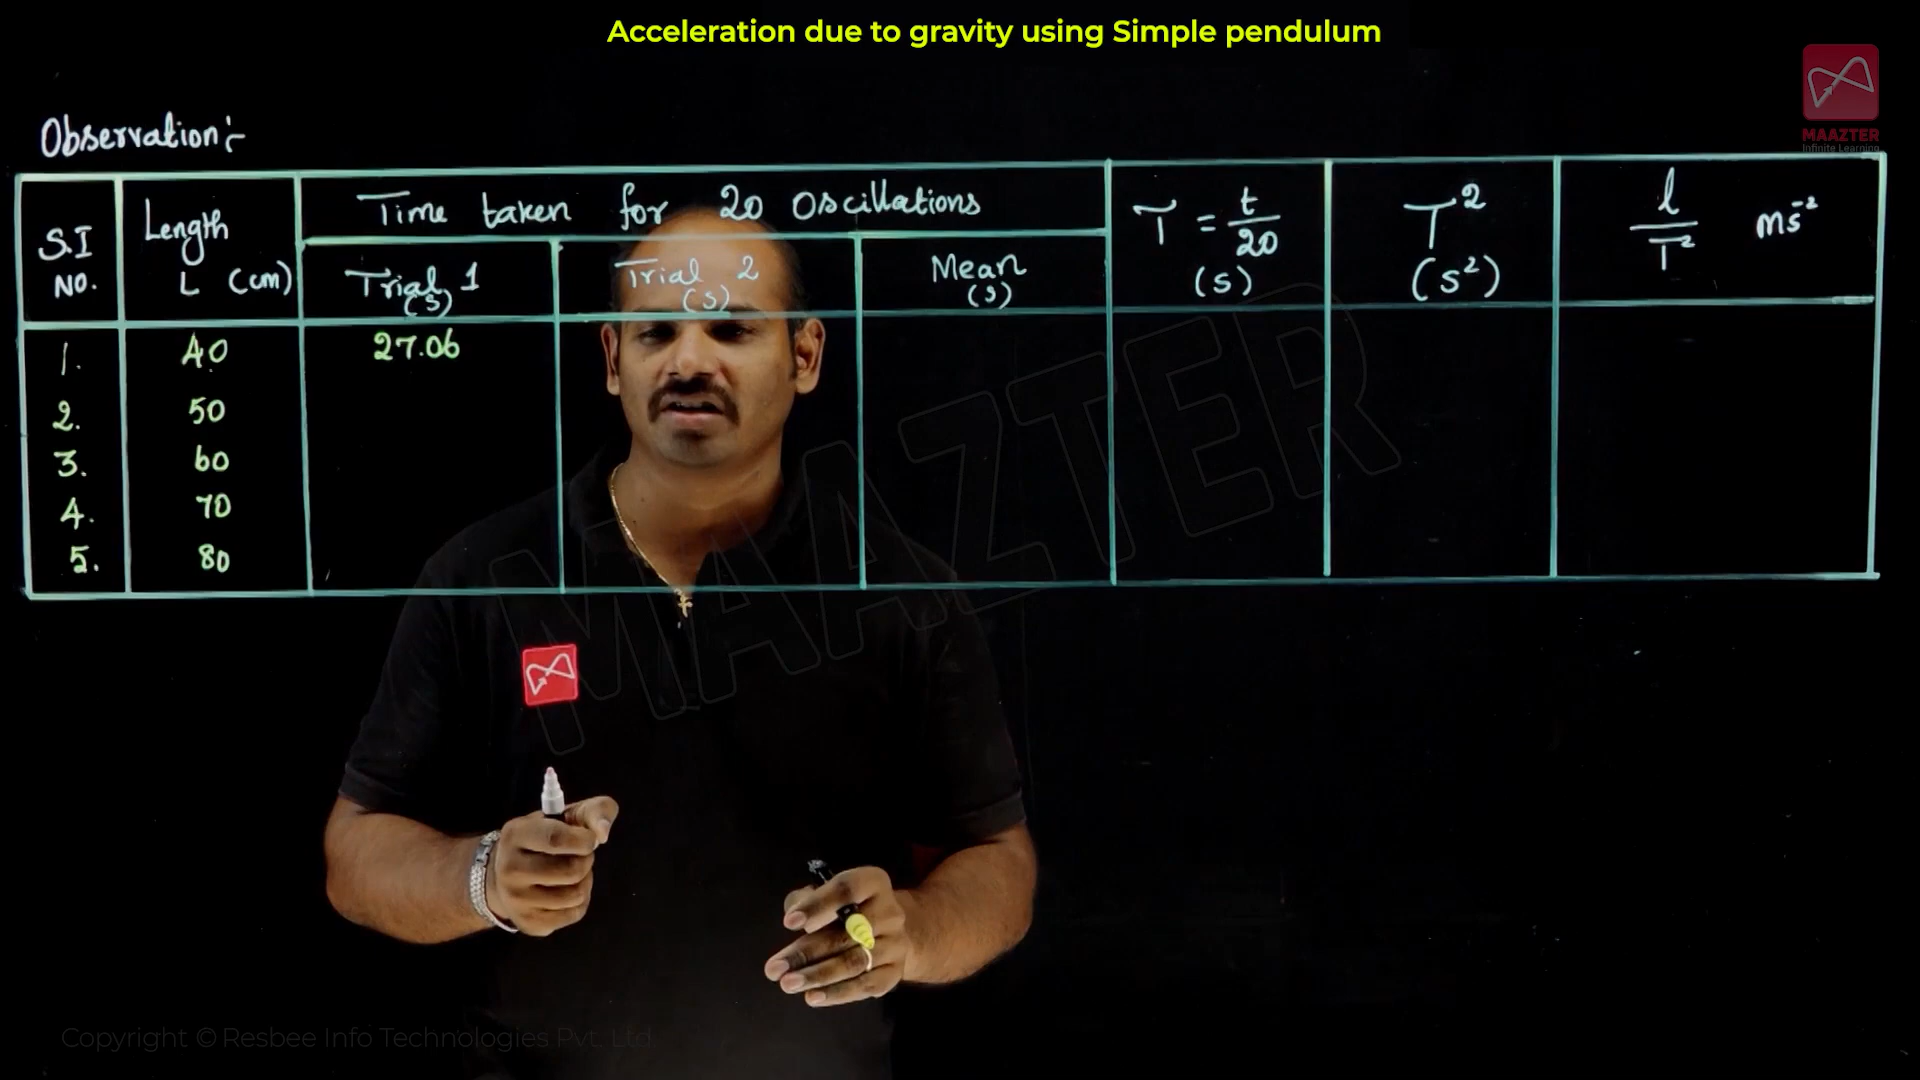 Acceleration due to gravity using Simple pendulum
MAAZTER
Infinite Learning
Observation:-
S.I NO.
Length L (cm)
Time taken for 20 Oscillations
Trial 1 (s)
Trial 2 (s)
Mean (s)
T = t/20 (s)
T² (s²)
l/T² ms⁻²
1. 40 27.06
2. 50
3. 60
4. 70
5. 80
MAAZTER
Copyright © Resbee Info Technologies Pvt. Ltd.